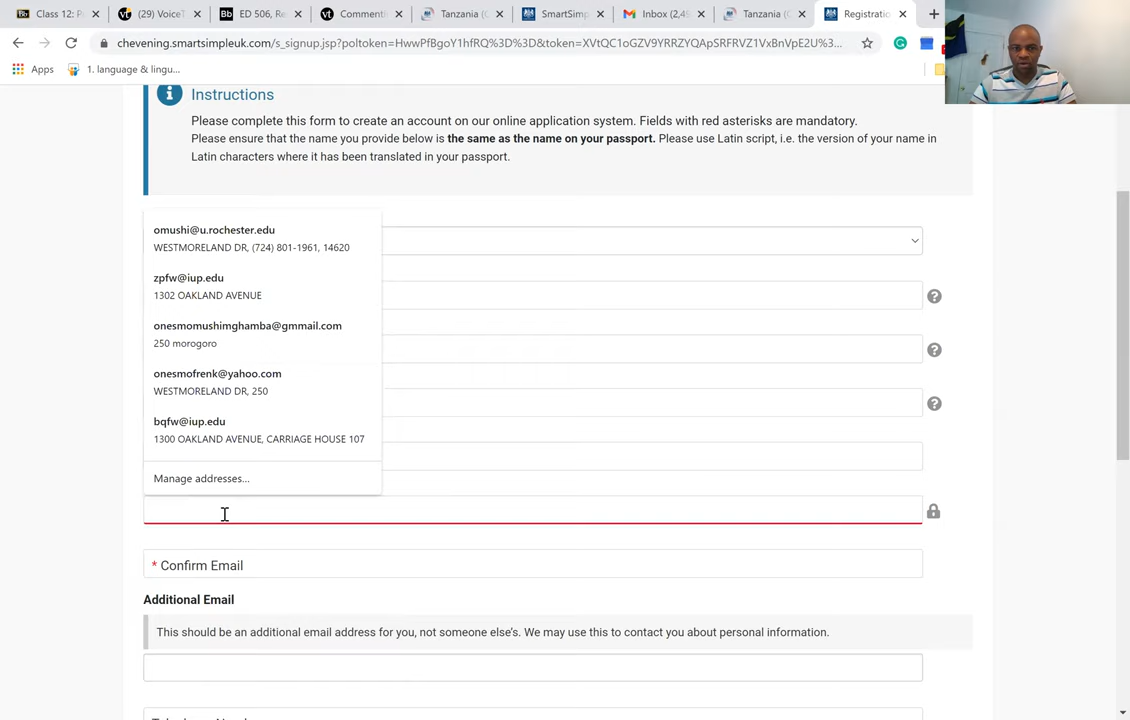 Class 12: P
(29) VoiceT
ED 506, Re
Comment
Tanzania (
SmartSimp
Inbox (2,4
Tanzania (
Registratio
chevening.smartsimpleuk.com/s_signup.jsp?poltoken=HwwPfBgoY1hfRQ%3D%3D&token=XVtQC1oGZV9YRRZYQApSRFRVZ1VxBnVpE2U%3...
Apps
1. language & lingu...
Instructions
Please complete this form to create an account on our online application system. Fields with red asterisks are mandatory.
Please ensure that the name you provide below is the same as the name on your passport. Please use Latin script, i.e. the version of your name in
Latin characters where it has been translated in your passport.
omushi@u.rochester.edu
WESTMORELAND DR, (724) 801-1961, 14620
zpfw@iup.edu
1302 OAKLAND AVENUE
onesmomushimghamba@gmmail.com
250 morogoro
onesmofrenk@yahoo.com
WESTMORELAND DR, 250
bqfw@iup.edu
1300 OAKLAND AVENUE, CARRIAGE HOUSE 107
Manage addresses...
* Confirm Email
Additional Email
This should be an additional email address for you, not someone else's. We may use this to contact you about personal information.